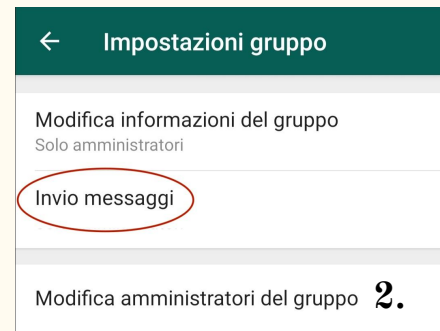 Impostazioni gruppo
Modifica informazioni del gruppo
Solo amministratori
Invio messaggi
Modifica amministratori del gruppo 2.